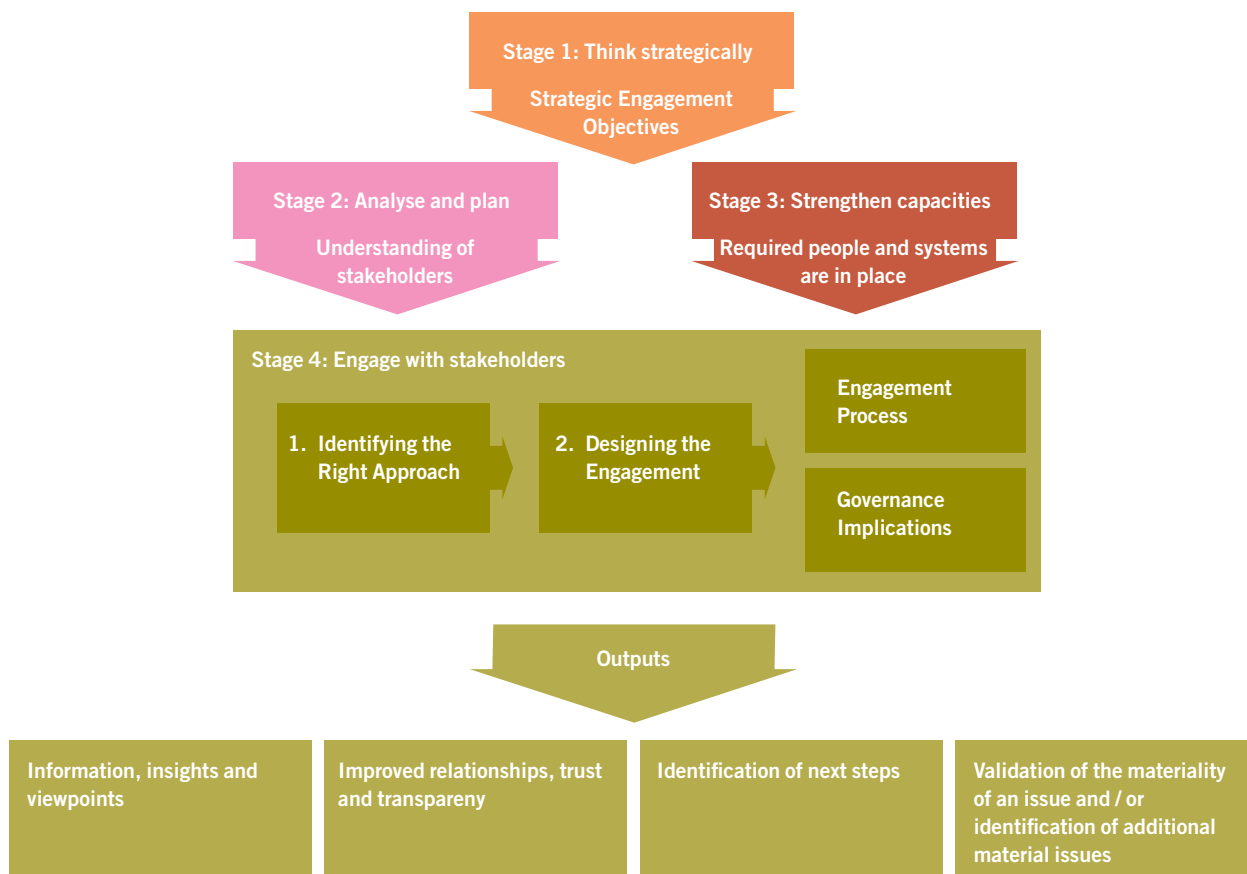 Stage 1: Think strategically
Strategic Engagement
Objectives
Stage 2: Analyse and plan
Understanding of
stakeholders
Stage 3: Strengthen capacities
Required people and systems
are in place
Stage 4: Engage with stakeholders
1. Identifying the
Right Approach
2. Designing the
Engagement
Engagement
Process
Governance
Implications
Outputs
Information, insights and
viewpoints
Improved relationships, trust
and transpareny
Identification of next steps
Validation of the materiality
of an issue and / or
identification of additional
material issues